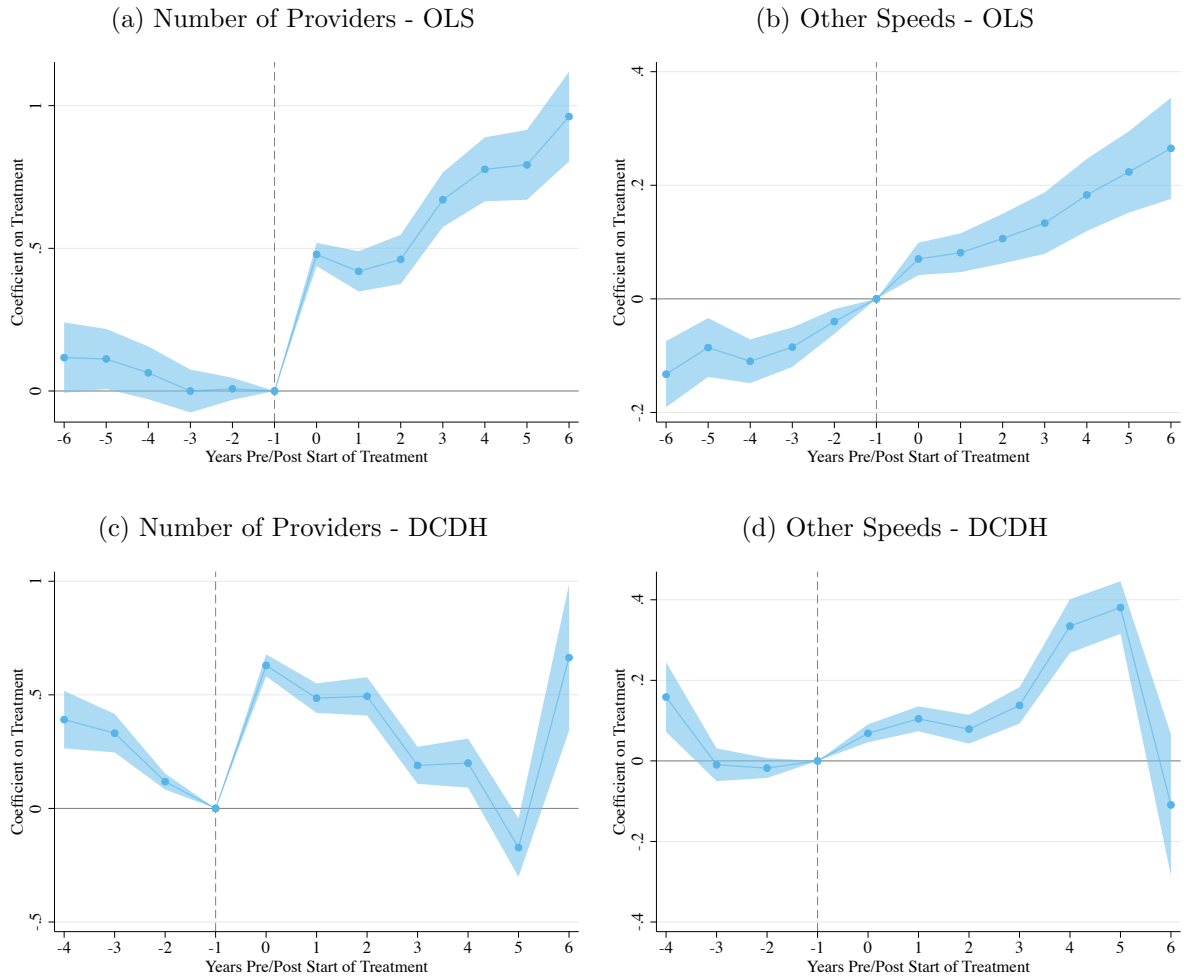 (a) Number of Providers - OLS
Coefficient on Treatment
1
.5
0
-6 -5 -4 -3 -2 -1 0 1 2 3 4 5 6
Years Pre/Post Start of Treatment
(b) Other Speeds - OLS
Coefficient on Treatment
.4
.2
0
-.2
-6 -5 -4 -3 -2 -1 0 1 2 3 4 5 6
Years Pre/Post Start of Treatment
(c) Number of Providers - DCDH
Coefficient on Treatment
1
.5
0
-.5
-4 -3 -2 -1 0 1 2 3 4 5 6
Years Pre/Post Start of Treatment
(d) Other Speeds - DCDH
Coefficient on Treatment
.4
.2
0
-.2
-.4
-4 -3 -2 -1 0 1 2 3 4 5 6
Years Pre/Post Start of Treatment